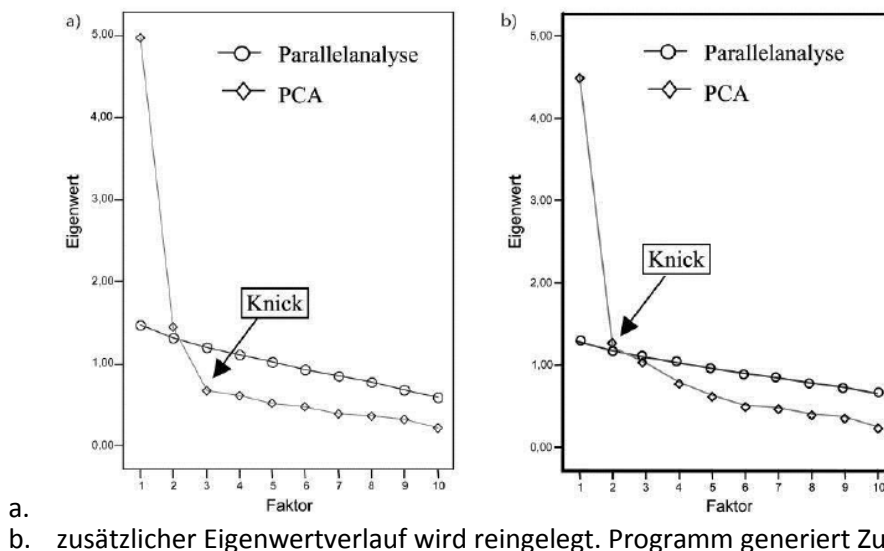 a)
5,00
4,00
3,00
2,00
1,00
0,00
Eigenwert
Parallelanalyse
PCA
Knick
1 2 3 4 5 6 7 8 9 10
Faktor
b)
5,00
4,00
3,00
2,00
1,00
0,00
Eigenwert
Parallelanalyse
PCA
Knick
1 2 3 4 5 6 7 8 9 10
Faktor
a.
b. zusätzlicher Eigenwertverlauf wird reingelegt. Programm generiert Zu